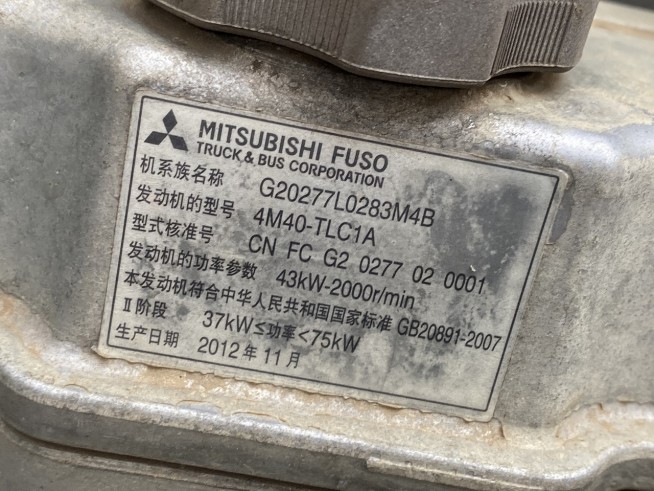 MITSUBISHI FUSO
TRUCK & BUS CORPORATION
机系族名称 G20277L0283M4B
发动机的型号 4M40-TLC1A
型式核准号 CN FC G2 0277 02 0001
发动机的功率参数 43kW-2000r/min
本发动机符合中华人民共和国国家标准 GB20891-2007
II阶段 37kW≤功率<75kW
生产日期 2012年11月